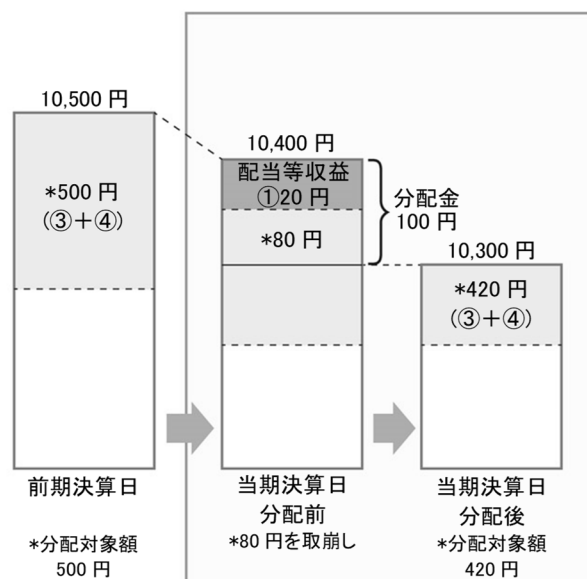 10,500 円
*500 円
(③＋④)
前期決算日
*分配対象額
500 円
10,400 円
配当等収益
①20 円
*80 円
分配金
100 円
当期決算日
分配前
*80 円を取崩し
10,300 円
*420 円
(③＋④)
当期決算日
分配後
*分配対象額
420 円